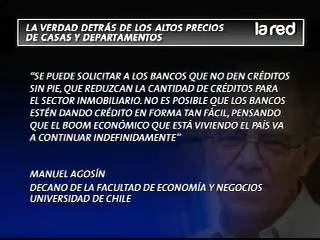 LA VERDAD DETRÁS DE LOS ALTOS PRECIOS
DE CASAS Y DEPARTAMENTOS
la red
"SE PUEDE SOLICITAR A LOS BANCOS QUE NO DEN CRÉDITOS
SIN PIE, QUE REDUZCAN LA CANTIDAD DE CRÉDITOS PARA
EL SECTOR INMOBILIARIO. NO ES POSIBLE QUE LOS BANCOS
ESTÉN DANDO CRÉDITO EN FORMA TAN FÁCIL, PENSANDO
QUE EL BOOM ECONÓMICO QUE ESTÁ VIVIENDO EL PAÍS VA
A CONTINUAR INDEFINIDAMENTE"
MANUEL AGOSÍN
DECANO DE LA FACULTAD DE ECONOMÍA Y NEGOCIOS
UNIVERSIDAD DE CHILE